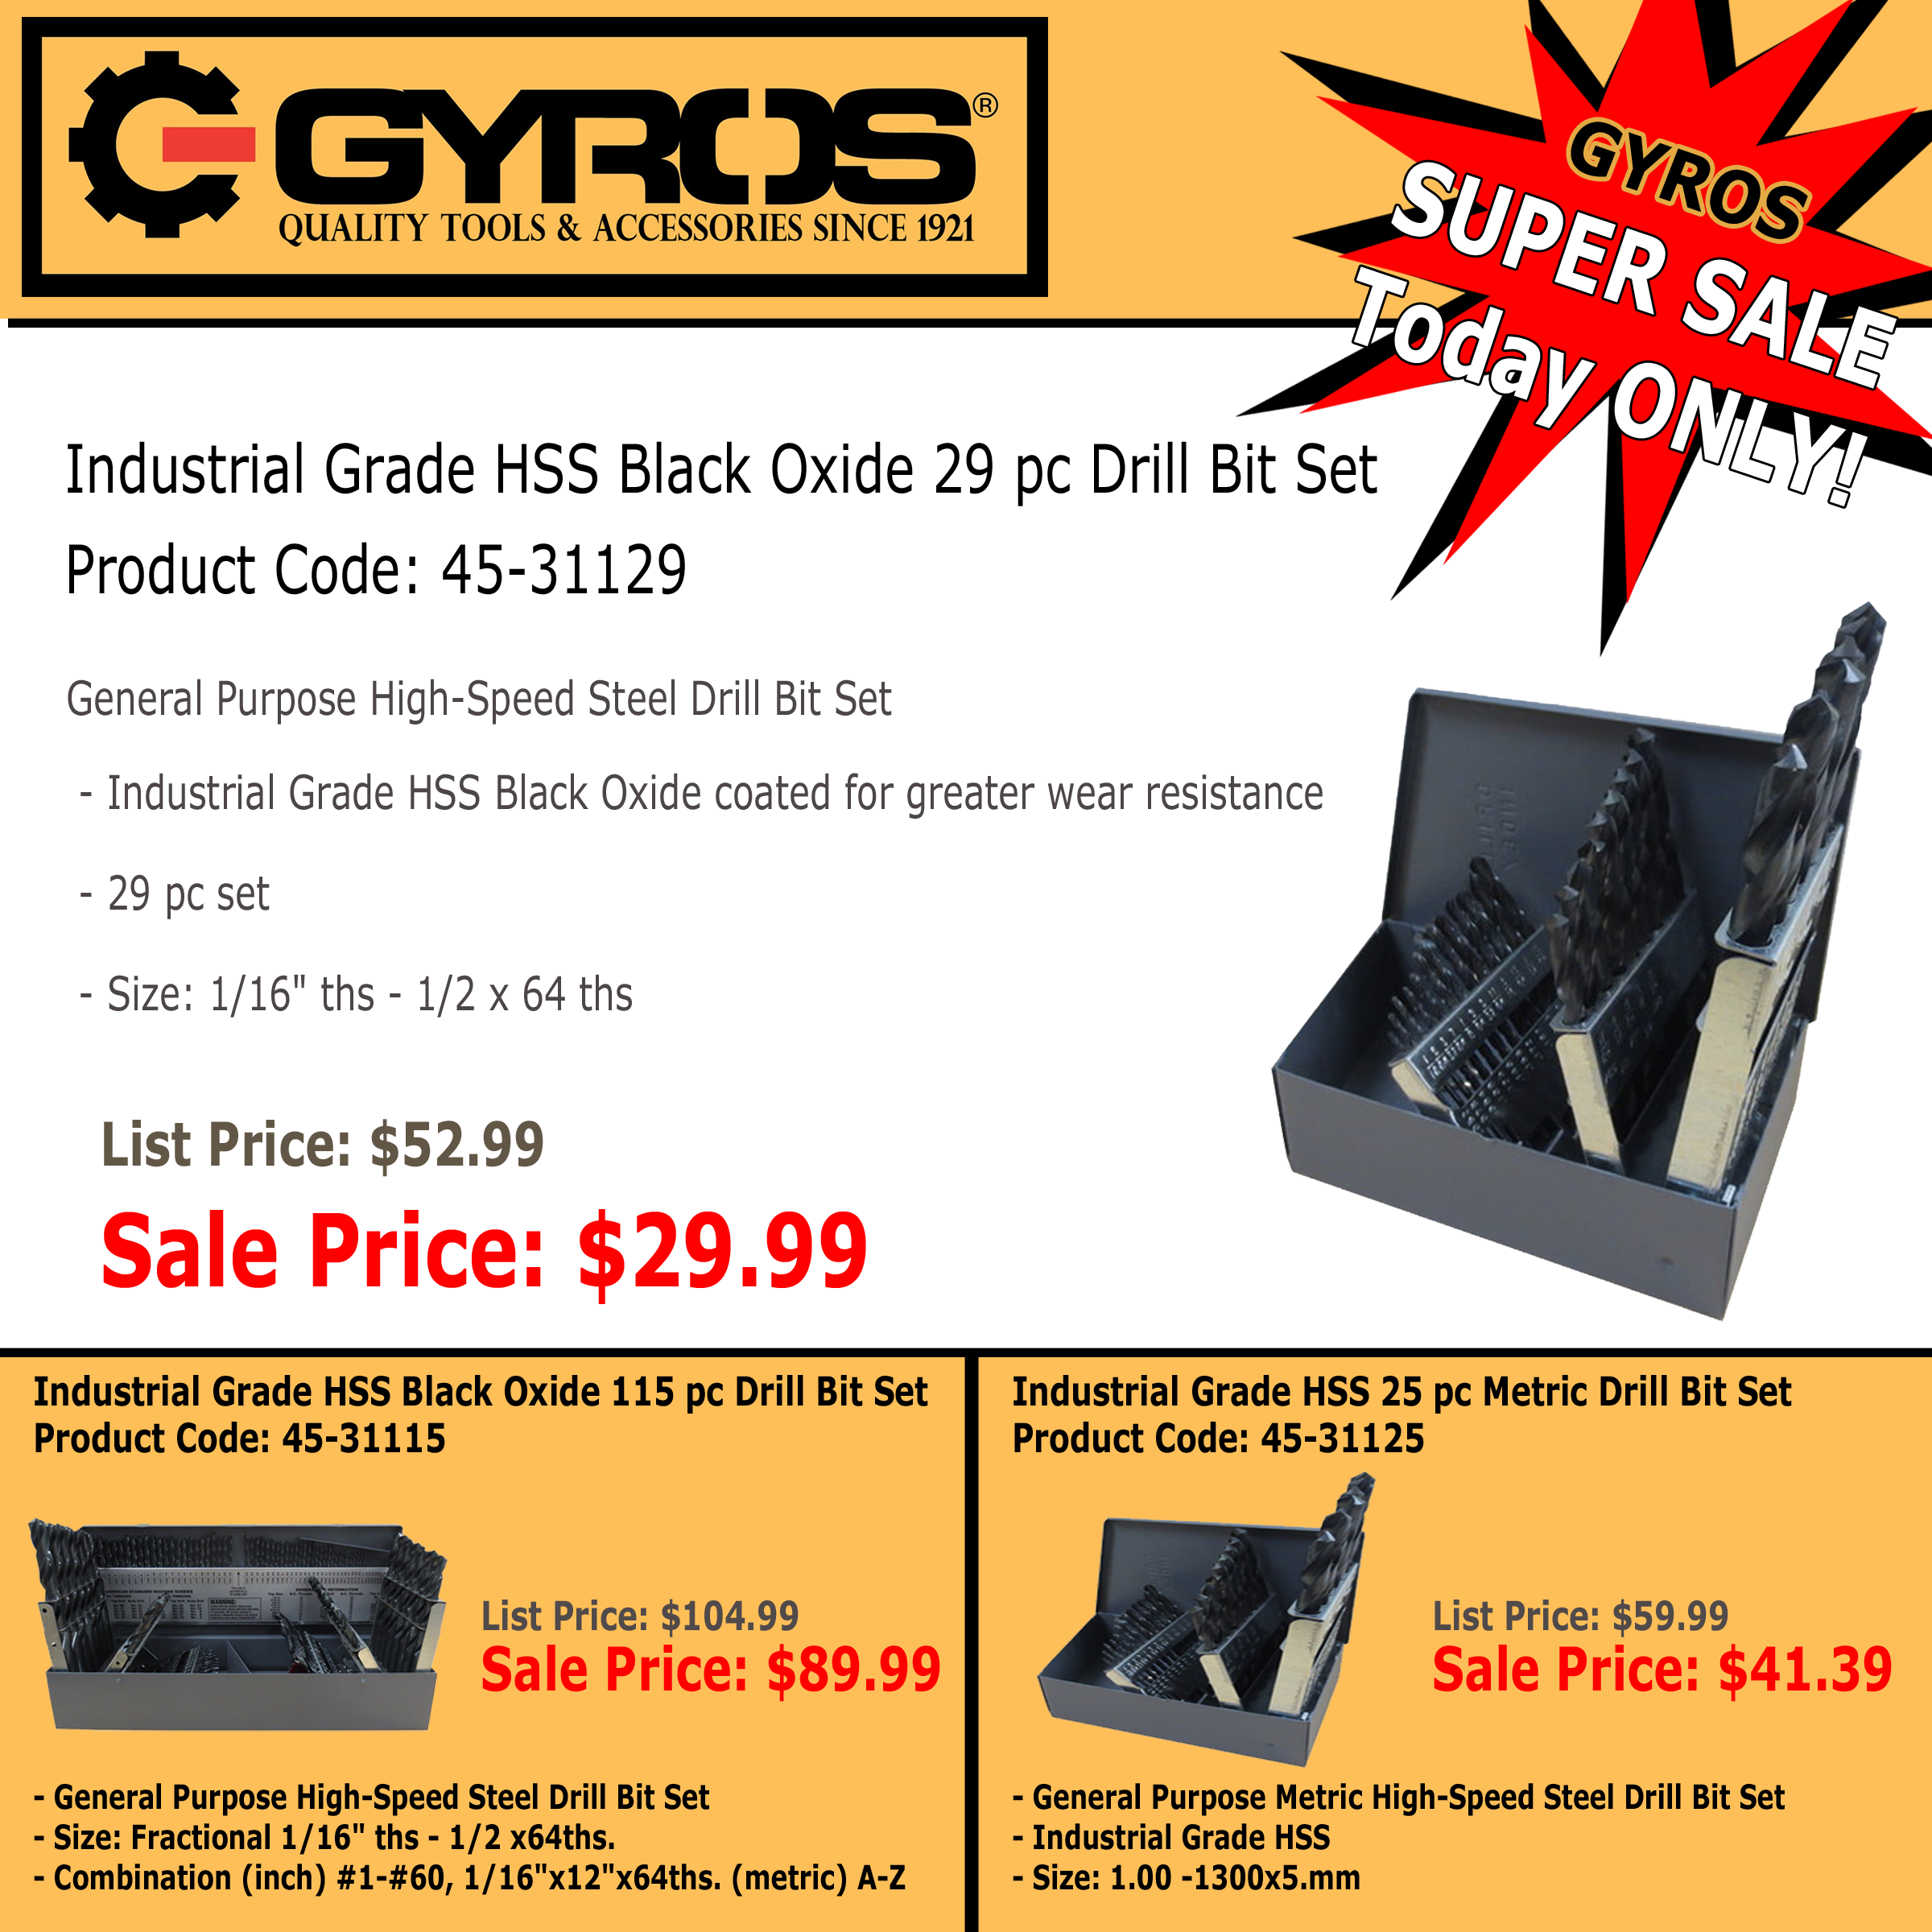 GYROS®
QUALITY TOOLS & ACCESSORIES SINCE 1921
GYROS
SUPER SALE
Today ONLY!
Industrial Grade HSS Black Oxide 29 pc Drill Bit Set
Product Code: 45-31129
General Purpose High-Speed Steel Drill Bit Set
- Industrial Grade HSS Black Oxide coated for greater wear resistance
- 29 pc set
- Size: 1/16" ths - 1/2 x 64 ths
List Price: $52.99
Sale Price: $29.99
Industrial Grade HSS Black Oxide 115 pc Drill Bit Set
Product Code: 45-31115
List Price: $104.99
Sale Price: $89.99
- General Purpose High-Speed Steel Drill Bit Set
- Size: Fractional 1/16" ths - 1/2 x64ths.
- Combination (inch) #1-#60, 1/16"x12"x64ths. (metric) A-Z
Industrial Grade HSS 25 pc Metric Drill Bit Set
Product Code: 45-31125
List Price: $59.99
Sale Price: $41.39
- General Purpose Metric High-Speed Steel Drill Bit Set
- Industrial Grade HSS
- Size: 1.00 -1300x5.mm